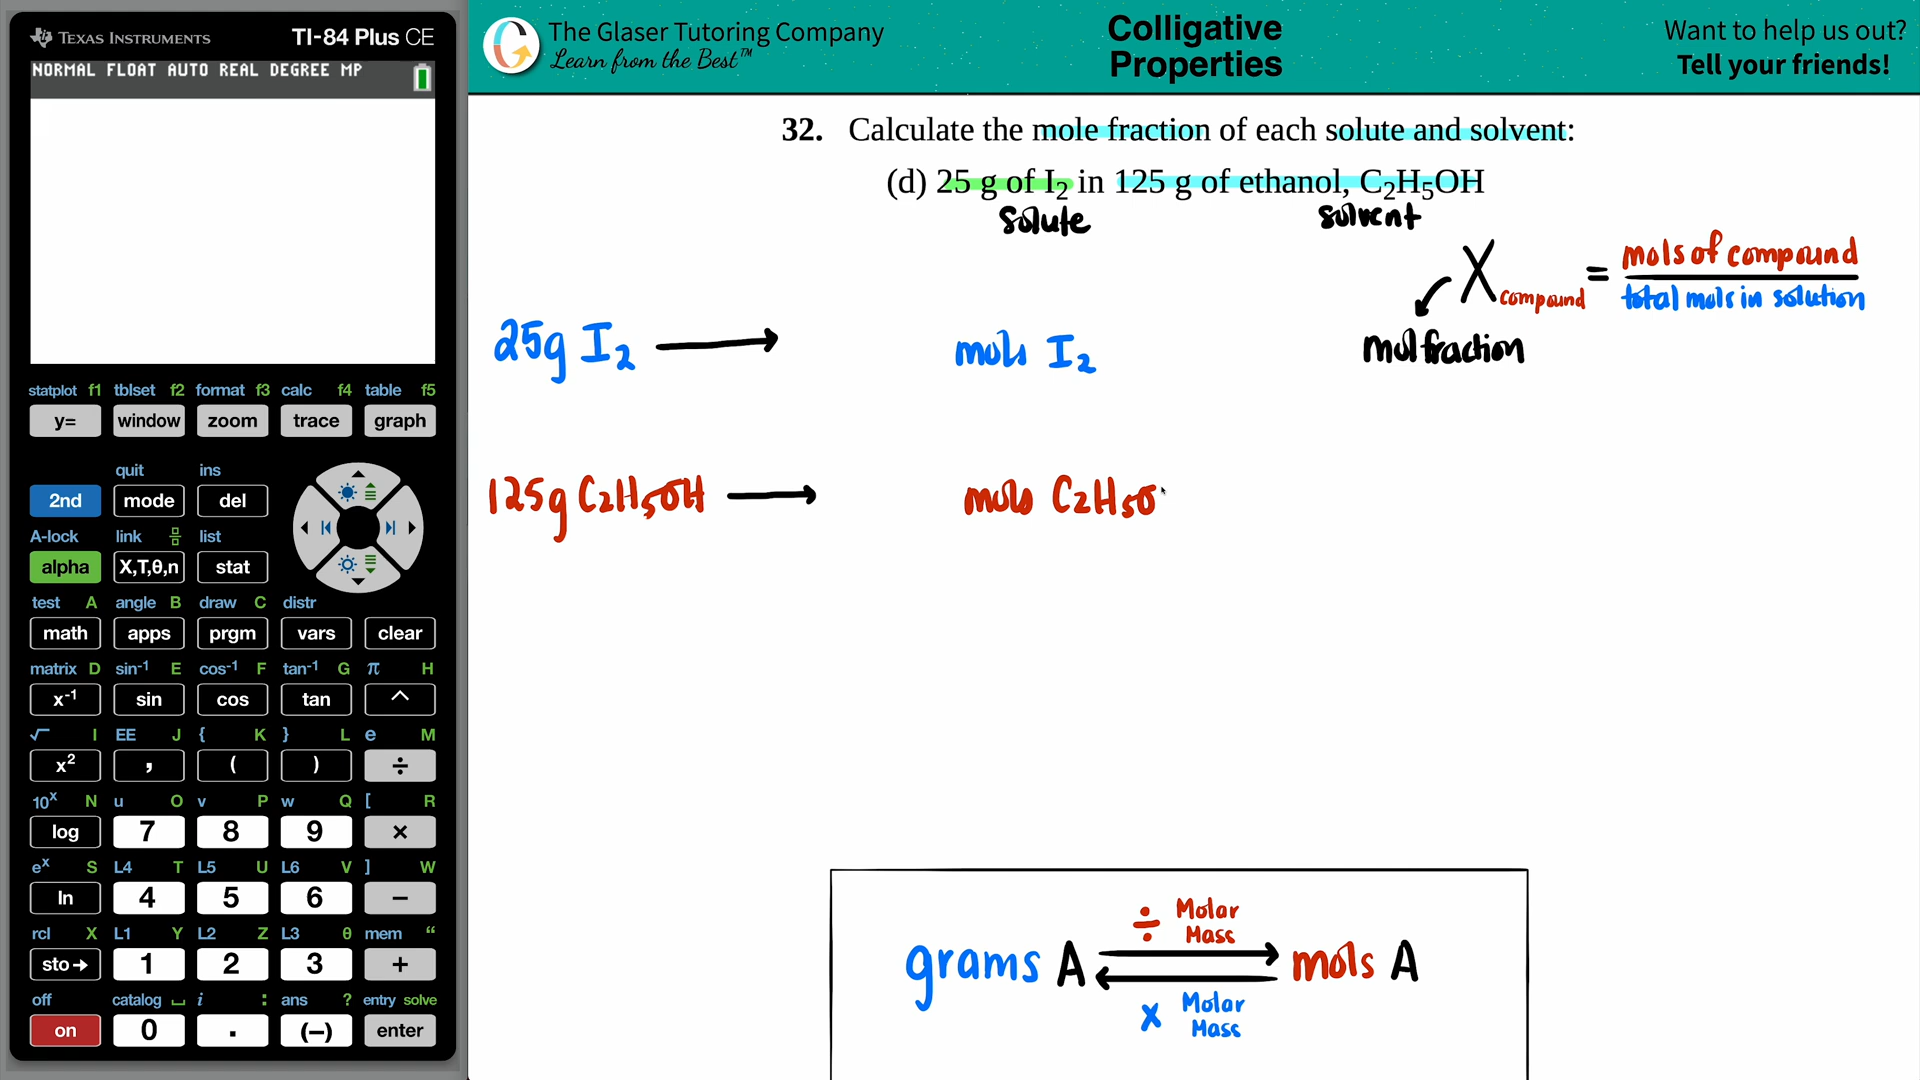 TEXAS INSTRUMENTS TI-84 Plus CE
NORMAL FLOAT AUTO REAL DEGREE MP
statplot f1 tblset f2 format f3 calc f4 table f5
y= window zoom trace graph
quit ins
2nd mode del
A-lock link list
alpha X,T,θ,n stat
test A angle B draw C distr
math apps prgm vars clear
matrix D sin⁻¹ E cos⁻¹ F tan⁻¹ G π H
x⁻¹ sin cos tan ^
√ I EE J { K } L e M
x² , ( ) ÷
10ˣ N u O v P w Q [ R
log 7 8 9 ×
eˣ S L4 T L5 U L6 V ] W
ln 4 5 6 −
rcl X L1 Y L2 Z L3 θ mem “
sto→ 1 2 3 +
off catalog ⎵ i : ans ? entry solve
on 0 . (−) enter
The Glaser Tutoring Company
Learn from the Best™
Colligative
Properties
Want to help us out?
Tell your friends!
32. Calculate the mole fraction of each solute and solvent:
(d) 25 g of I₂ in 125 g of ethanol, C₂H₅OH
solute solvent
X compound = mols of compound
total mols in solution
mol fraction
25g I₂ → mols I₂
125g C₂H₅OH → mols C₂H₅O
÷ Molar
Mass
grams A mols A
x Molar
Mass